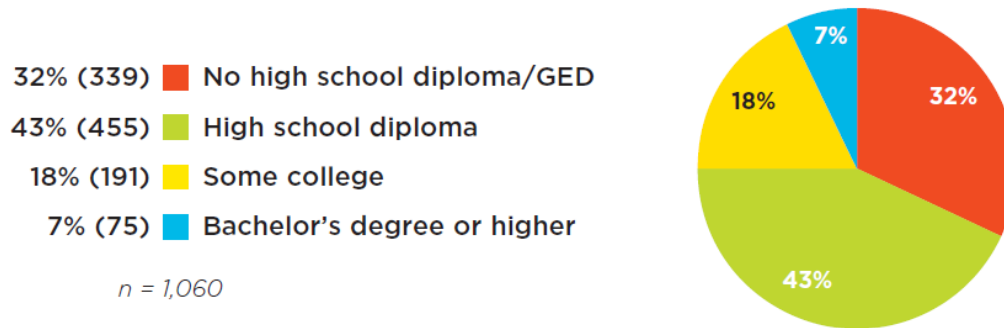 32% (339) No high school diploma/GED
43% (455) High school diploma
18% (191) Some college
7% (75) Bachelor's degree or higher
n = 1,060
7%
32%
18%
43%